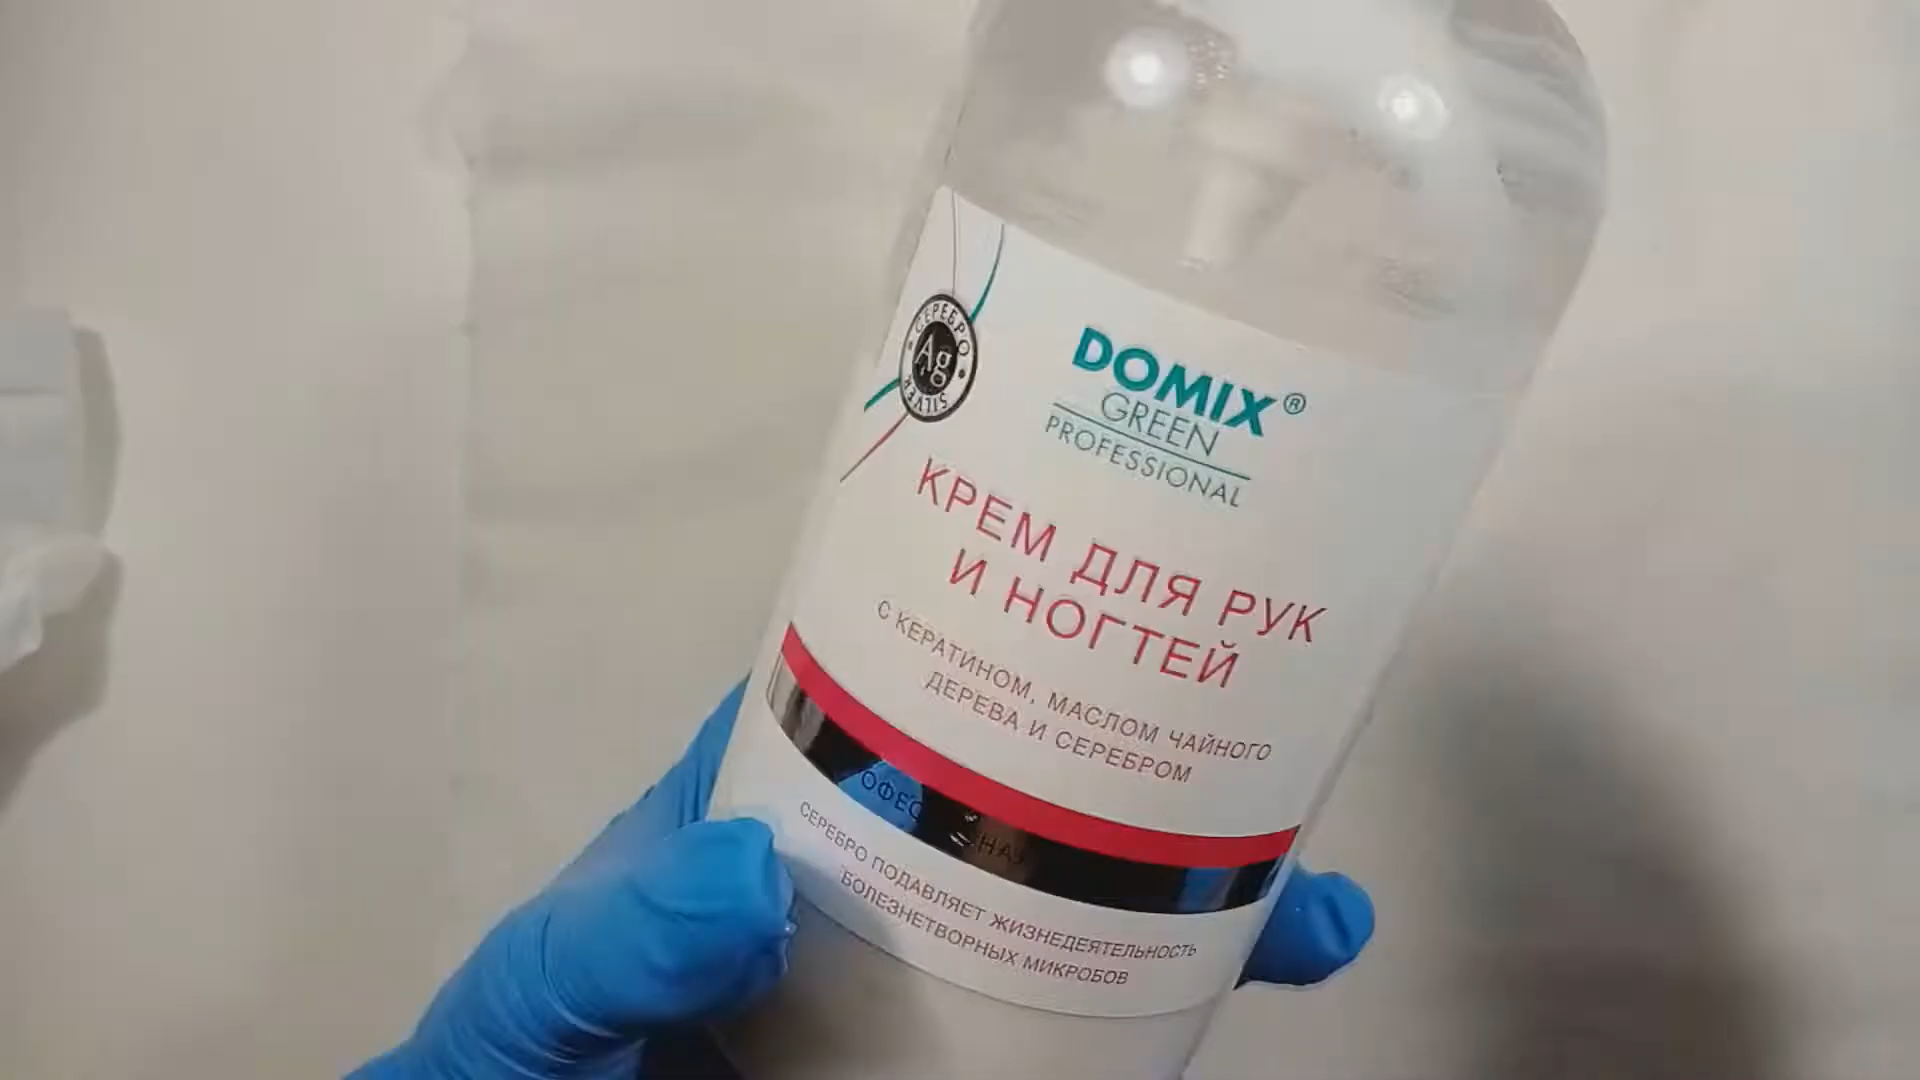 СЕРЕБРО
Ag
SILVER
DOMIX®
GREEN
PROFESSIONAL
КРЕМ ДЛЯ РУК
И НОГТЕЙ
С КЕРАТИНОМ, МАСЛОМ ЧАЙНОГО
ДЕРЕВА И СЕРЕБРОМ
СЕРЕБРО ПОДАВЛЯЕТ ЖИЗНЕДЕЯТЕЛЬНОСТЬ
БОЛЕЗНЕТВОРНЫХ МИКРОБОВ